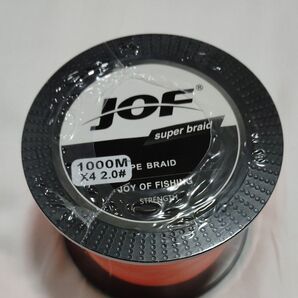 JOF®
super braid
1000M
X4 2.0#
PE BRAID
JOY OF FISHING
STRENGTH